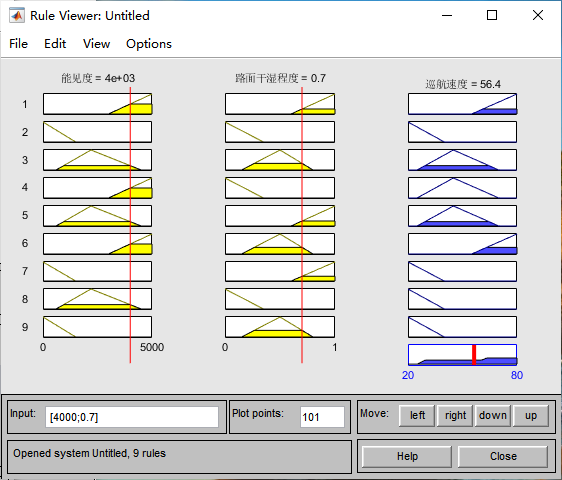 Rule Viewer: Untitled
File Edit View Options
能见度 = 4e+03 路面干湿程度 = 0.7 巡航速度 = 56.4
1
2
3
4
5
6
7
8
9
0 5000 0 1
20 80
Input: [4000;0.7] Plot points: 101 Move: left right down up
Opened system Untitled, 9 rules Help Close